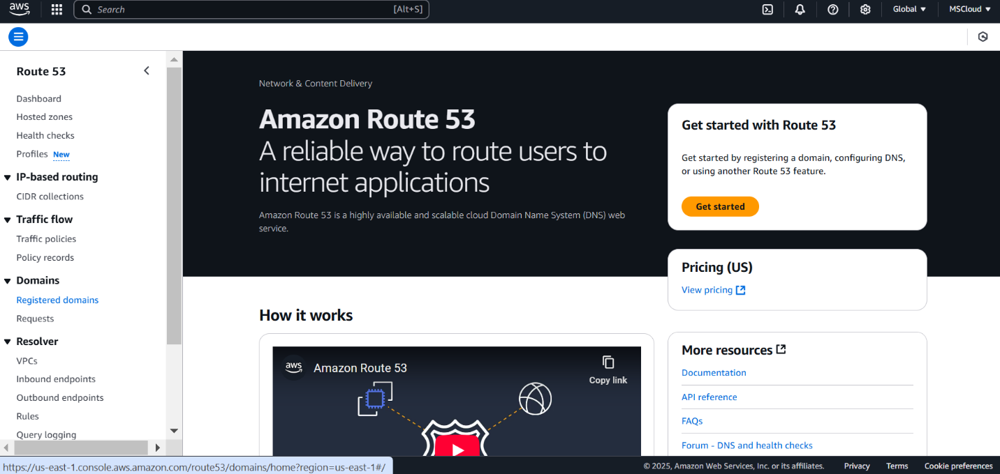 aws
Search
[Alt+S]
Global
MSCloud
Route 53
Dashboard
Hosted zones
Health checks
Profiles New
IP-based routing
CIDR collections
Traffic flow
Traffic policies
Policy records
Domains
Registered domains
Requests
Resolver
VPCs
Inbound endpoints
Outbound endpoints
Rules
Query logging
https://us-east-1.console.aws.amazon.com/route53/domains/home?region=us-east-1#/
Network & Content Delivery
Amazon Route 53
A reliable way to route users to
internet applications
Amazon Route 53 is a highly available and scalable cloud Domain Name System (DNS) web
service.
Get started with Route 53
Get started by registering a domain, configuring DNS,
or using another Route 53 feature.
Get started
Pricing (US)
View pricing
How it works
aws
Amazon Route 53
Copy link
More resources
Documentation
API reference
FAQs
Forum - DNS and health checks
© 2025, Amazon Web Services, Inc. or its affiliates.
Privacy
Terms
Cookie preferences